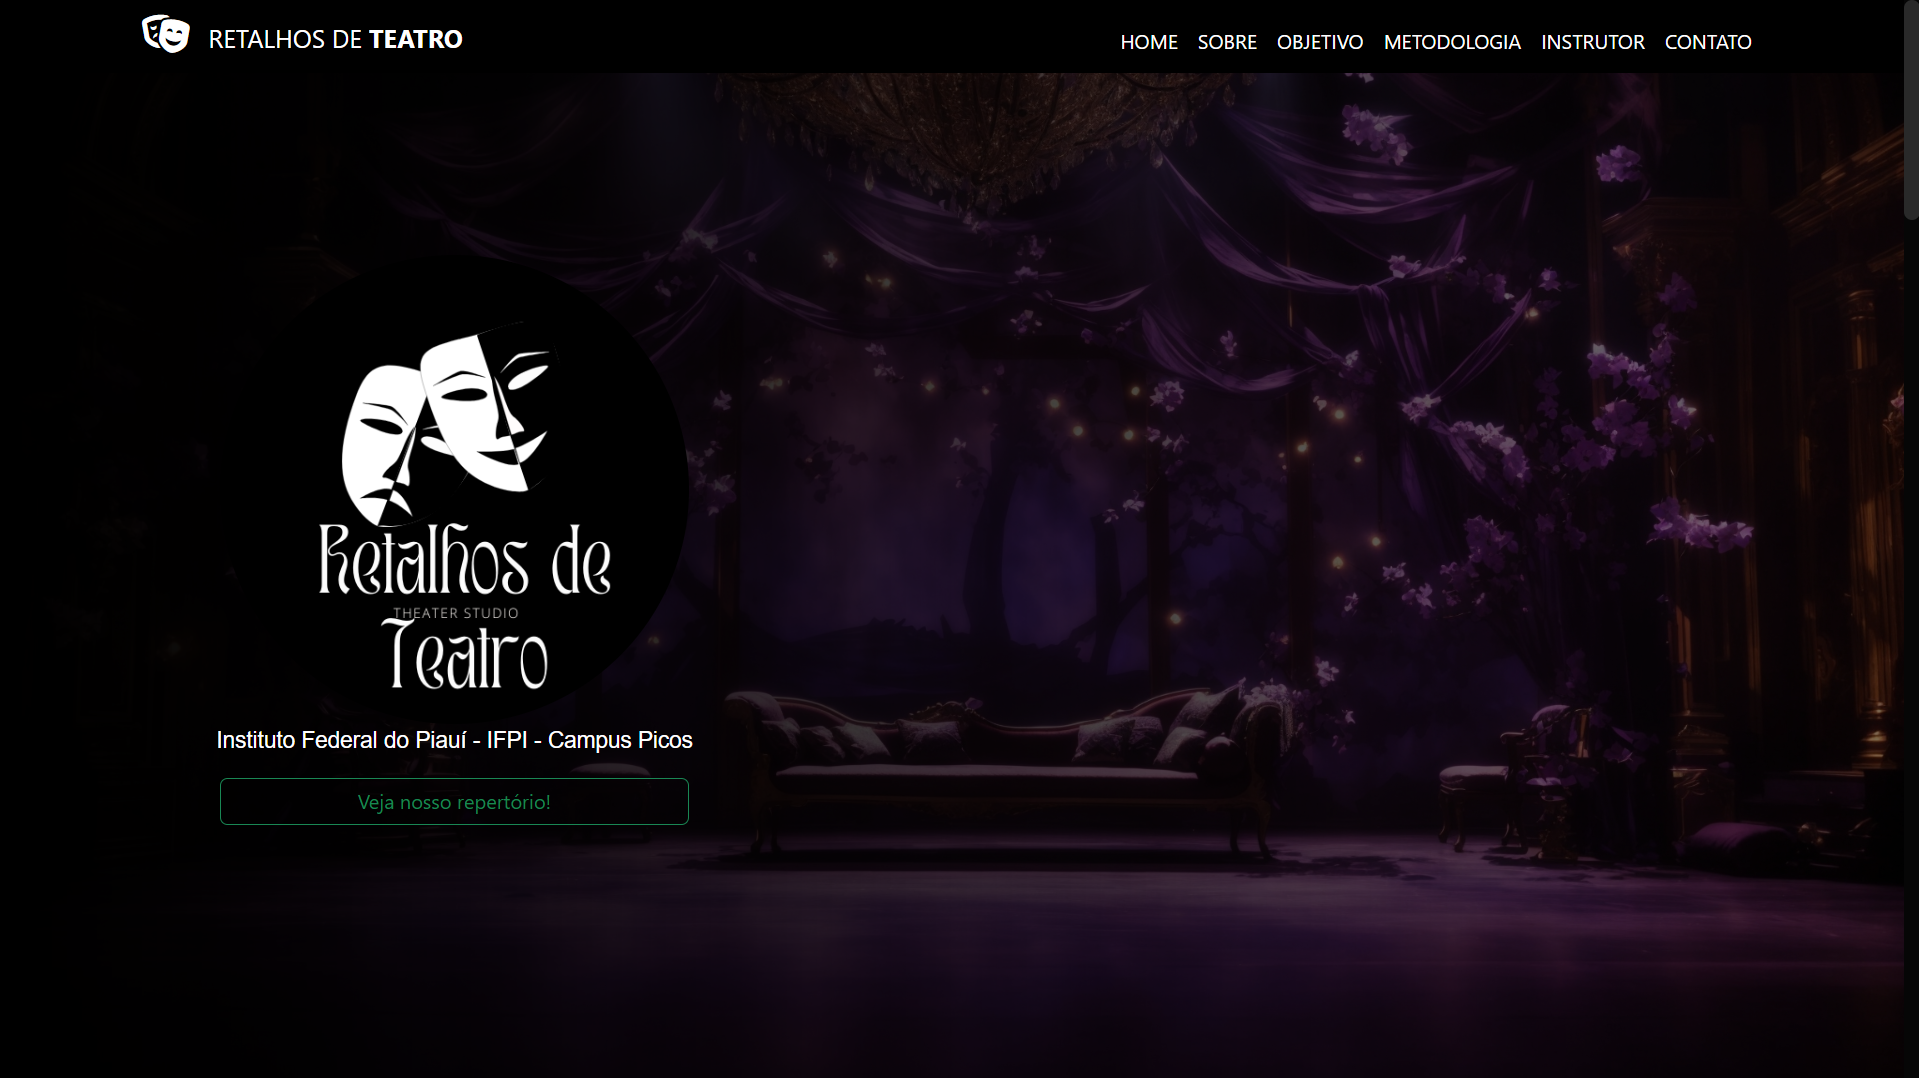 RETALHOS DE TEATRO
HOME SOBRE OBJETIVO METODOLOGIA INSTRUTOR CONTATO
Retalhos de
THEATER STUDIO
Teatro
Instituto Federal do Piauí - IFPI - Campus Picos
Veja nosso repertório!